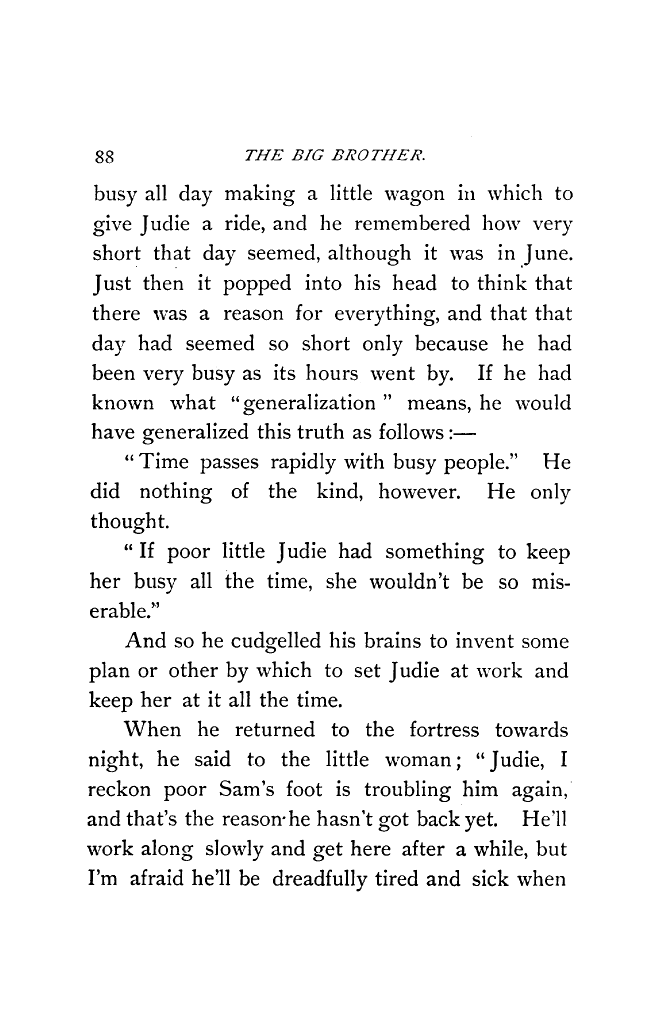 88 THE BIG BROTHER.
busy all day making a little wagon in which to
give Judie a ride, and he remembered how very
short that day seemed, although it was in June.
Just then it popped into his head to think that
there was a reason for everything, and that that
day had seemed so short only because he had
been very busy as its hours went by. If he had
known what "generalization" means, he would
have generalized this truth as follows:—
"Time passes rapidly with busy people." He
did nothing of the kind, however. He only
thought.
"If poor little Judie had something to keep
her busy all the time, she wouldn't be so mis-
erable."
And so he cudgelled his brains to invent some
plan or other by which to set Judie at work and
keep her at it all the time.
When he returned to the fortress towards
night, he said to the little woman; "Judie, I
reckon poor Sam's foot is troubling him again,
and that's the reason he hasn't got back yet. He'll
work along slowly and get here after a while, but
I'm afraid he'll be dreadfully tired and sick when